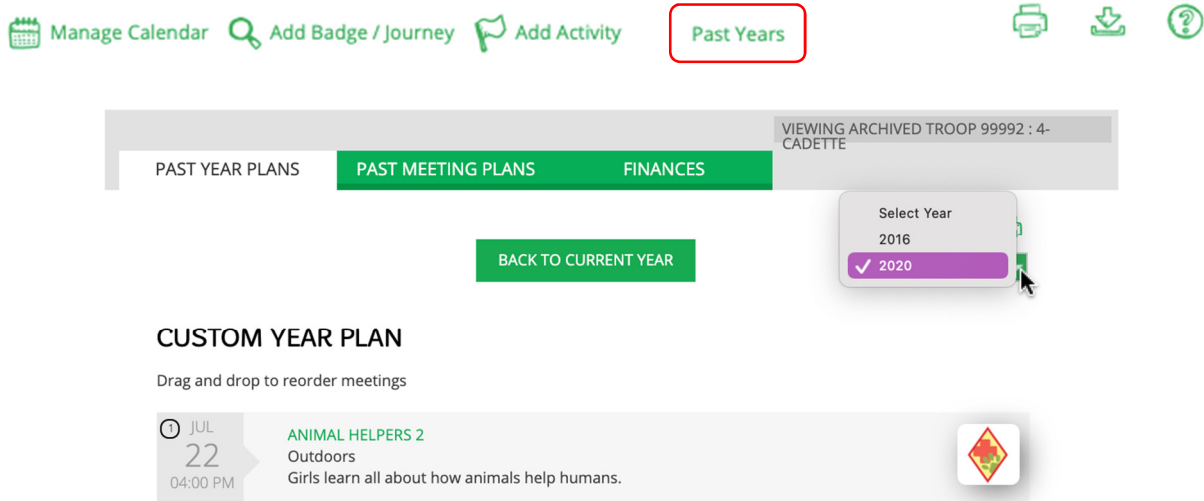 Manage Calendar Add Badge / Journey Add Activity Past Years ?
VIEWING ARCHIVED TROOP 99992 : 4-
CADETTE
PAST YEAR PLANS PAST MEETING PLANS FINANCES
Select Year
2016
✓ 2020
BACK TO CURRENT YEAR
CUSTOM YEAR PLAN
Drag and drop to reorder meetings
1 JUL
22
04:00 PM
ANIMAL HELPERS 2
Outdoors
Girls learn all about how animals help humans.